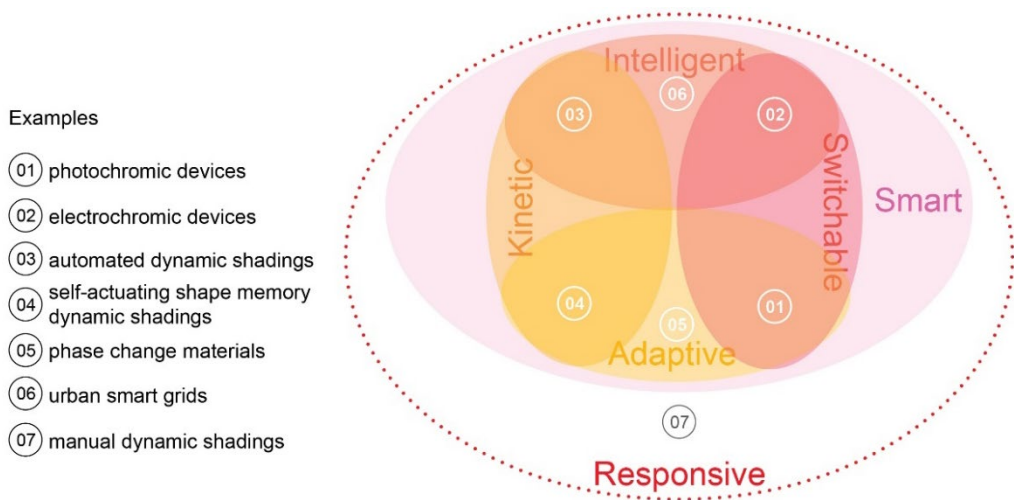 Examples
01 photochromic devices
02 electrochromic devices
03 automated dynamic shadings
04 self-actuating shape memory
dynamic shadings
05 phase change materials
06 urban smart grids
07 manual dynamic shadings
Intelligent
06
03
02
Kinetic
Switchable
Smart
04
01
05
Adaptive
07
Responsive